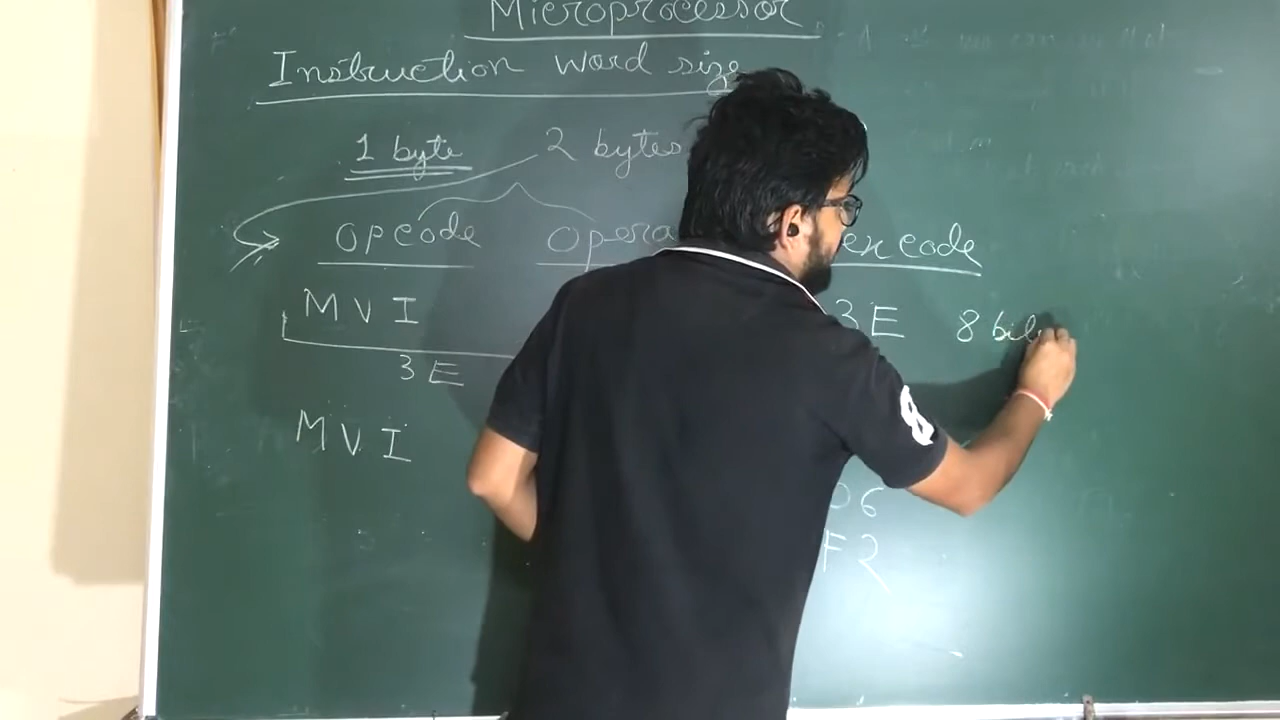 Microprocessor
Instruction word size
1 byte 2 bytes
Opcode Opera ex code
MVI 3E 8 bit
3E
MVI
06
F2